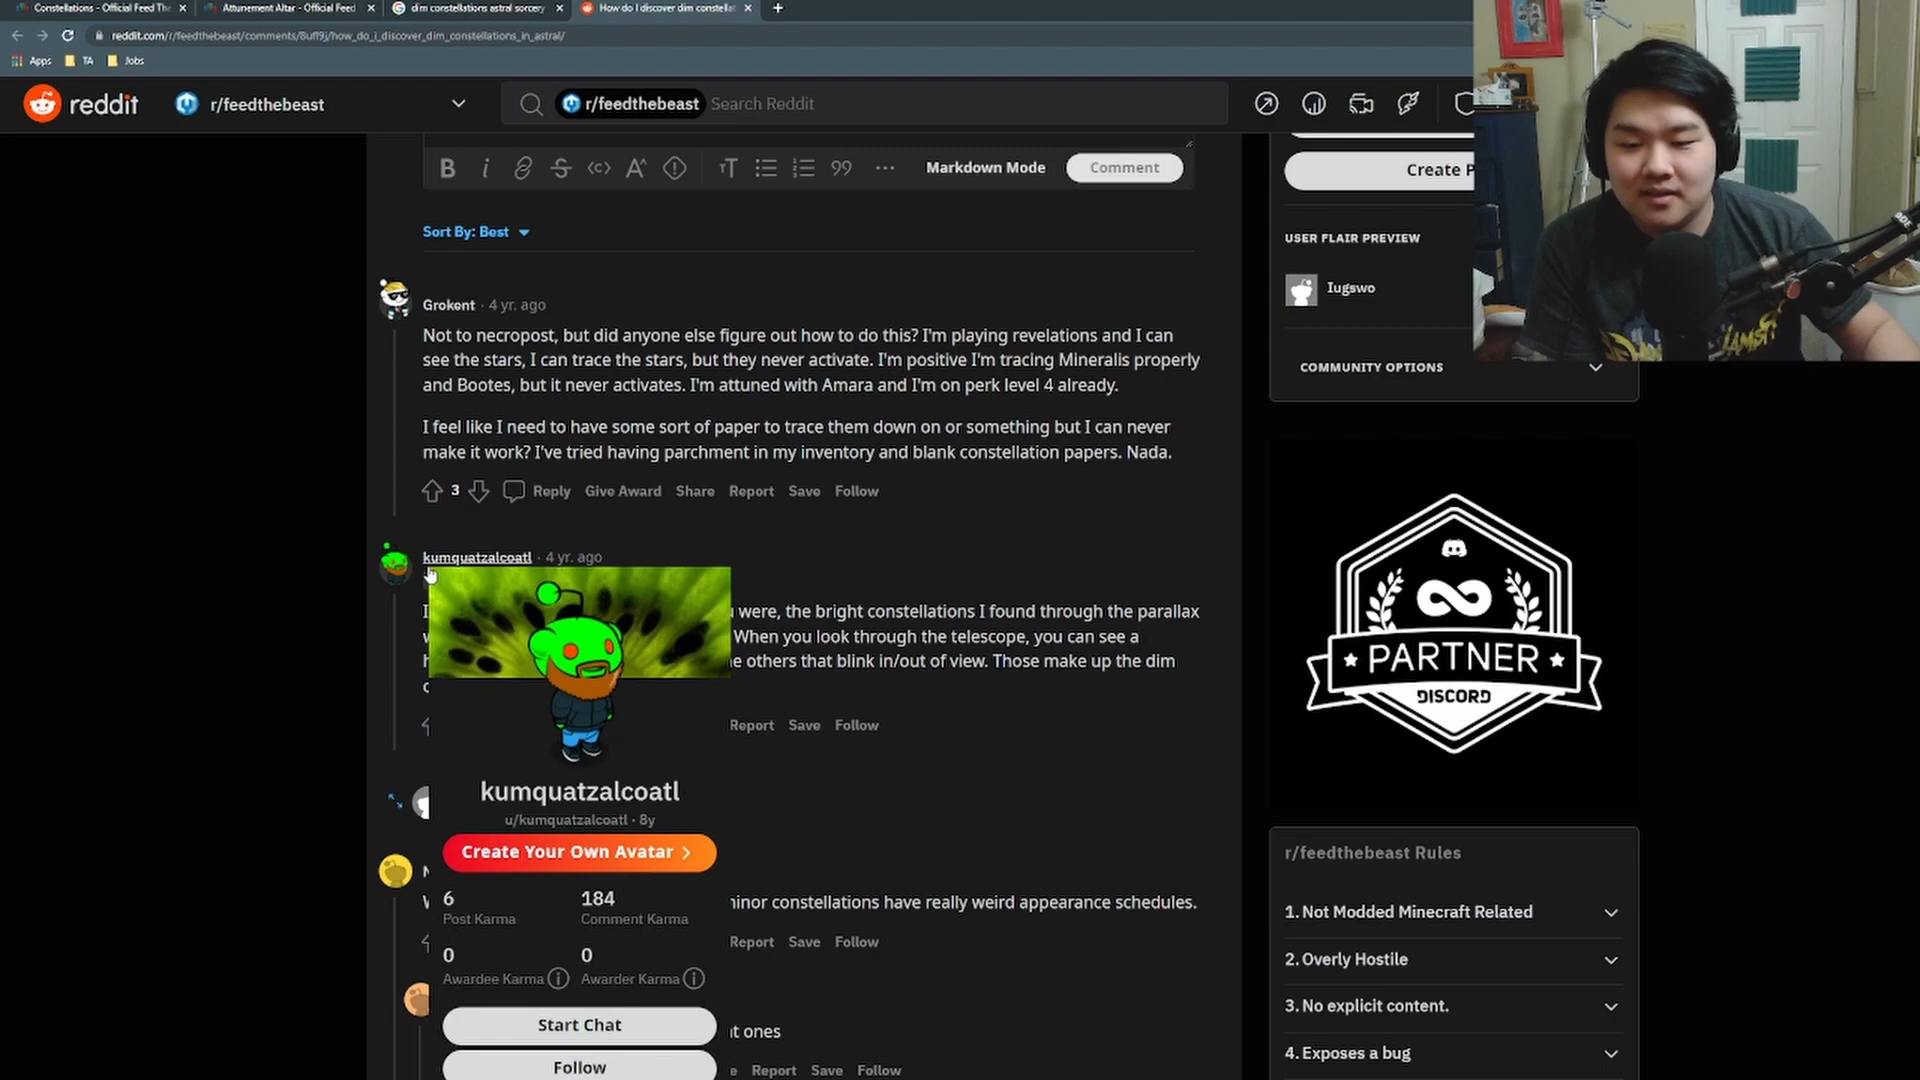 Constellations - Official Feed The
Attunement Altar - Official Feed
dim constellations astral sorcery
How do I discover dim constellat
reddit.com/r/feedthebeast/comments/8ufl9j/how_do_i_discover_dim_constellations_in_astral/
Apps TA Jobs
reddit r/feedthebeast r/feedthebeast Search Reddit
Markdown Mode Comment
Create P
Sort By: Best
USER FLAIR PREVIEW
Iugswo
COMMUNITY OPTIONS
Grokent · 4 yr. ago
Not to necropost, but did anyone else figure out how to do this? I'm playing revelations and I can
see the stars, I can trace the stars, but they never activate. I'm positive I'm tracing Mineralis properly
and Bootes, but it never activates. I'm attuned with Amara and I'm on perk level 4 already.
I feel like I need to have some sort of paper to trace them down on or something but I can never
make it work? I've tried having parchment in my inventory and blank constellation papers. Nada.
3 Reply Give Award Share Report Save Follow
kumquatzalcoatl · 4 yr. ago
were, the bright constellations I found through the parallax
When you look through the telescope, you can see a
others that blink in/out of view. Those make up the dim
Report Save Follow
kumquatzalcoatl
u/kumquatzalcoatl · 8y
Create Your Own Avatar
6 184
Post Karma Comment Karma
minor constellations have really weird appearance schedules.
Report Save Follow
0 0
Awardee Karma Awarder Karma
Start Chat
ones
Follow
Report Save Follow
PARTNER
DISCORD
r/feedthebeast Rules
1. Not Modded Minecraft Related
2. Overly Hostile
3. No explicit content.
4. Exposes a bug